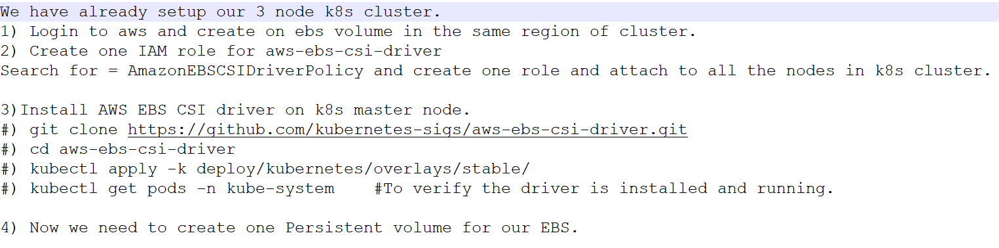 We have already setup our 3 node k8s cluster.
1) Login to aws and create on ebs volume in the same region of cluster.
2) Create one IAM role for aws-ebs-csi-driver
Search for = AmazonEBSCSIDriverPolicy and create one role and attach to all the nodes in k8s cluster.
3)Install AWS EBS CSI driver on k8s master node.
#) git clone https://github.com/kubernetes-sigs/aws-ebs-csi-driver.git
#) cd aws-ebs-csi-driver
#) kubectl apply -k deploy/kubernetes/overlays/stable/
#) kubectl get pods -n kube-system    #To verify the driver is installed and running.
4) Now we need to create one Persistent volume for our EBS.